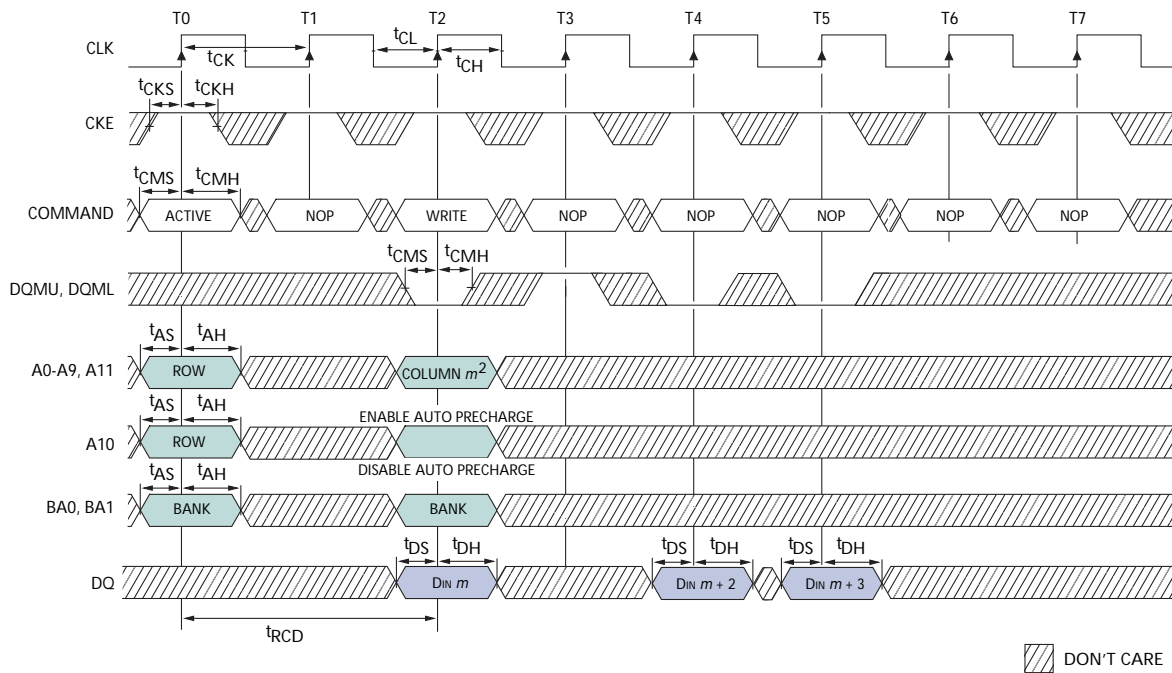 T0 T1 T2 T3 T4 T5 T6 T7
CLK
tCK
tCL
tCH
tCKS tCKH
CKE
tCMS tCMH
COMMAND ACTIVE NOP WRITE NOP NOP NOP NOP NOP
tCMS tCMH
DQMU, DQML
tAS tAH
A0-A9, A11 ROW COLUMN m2
tAS tAH
ENABLE AUTO PRECHARGE
A10 ROW
DISABLE AUTO PRECHARGE
tAS tAH
BA0, BA1 BANK BANK
tDS tDH tDS tDH tDS tDH
DQ DIN m DIN m + 2 DIN m + 3
tRCD
DON'T CARE